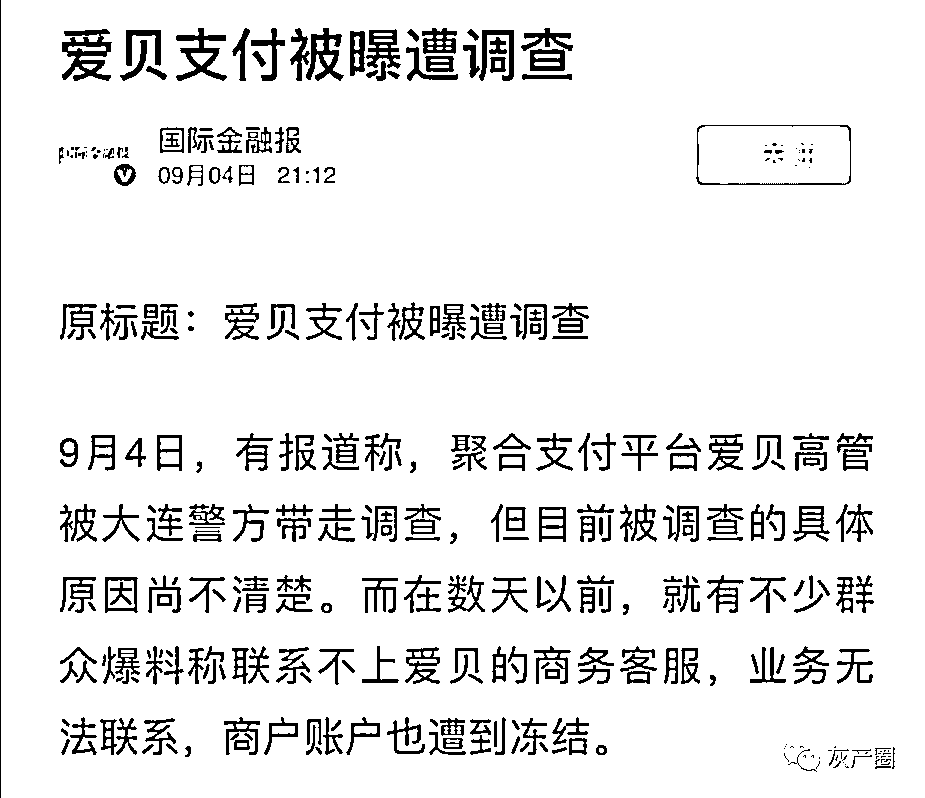 爱贝支付被曝遭调查
国际金融报
国际金融报
09月04日 21:12
原标题：爱贝支付被曝遭调查
9月4日，有报道称，聚合支付平台爱贝高管
被大连警方带走调查，但目前被调查的具体
原因尚不清楚。而在数天以前，就有不少群
众爆料称联系不上爱贝的商务客服，业务无
法联系，商户账户也遭到冻结。
灰产圈